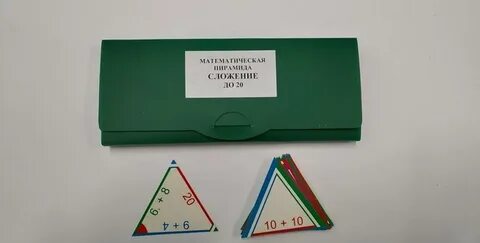 МАТЕМАТИЧЕСКАЯ
ПИРАМИДА
СЛОЖЕНИЕ
ДО 20
6. + 8
20
9 + 4
10 + 10